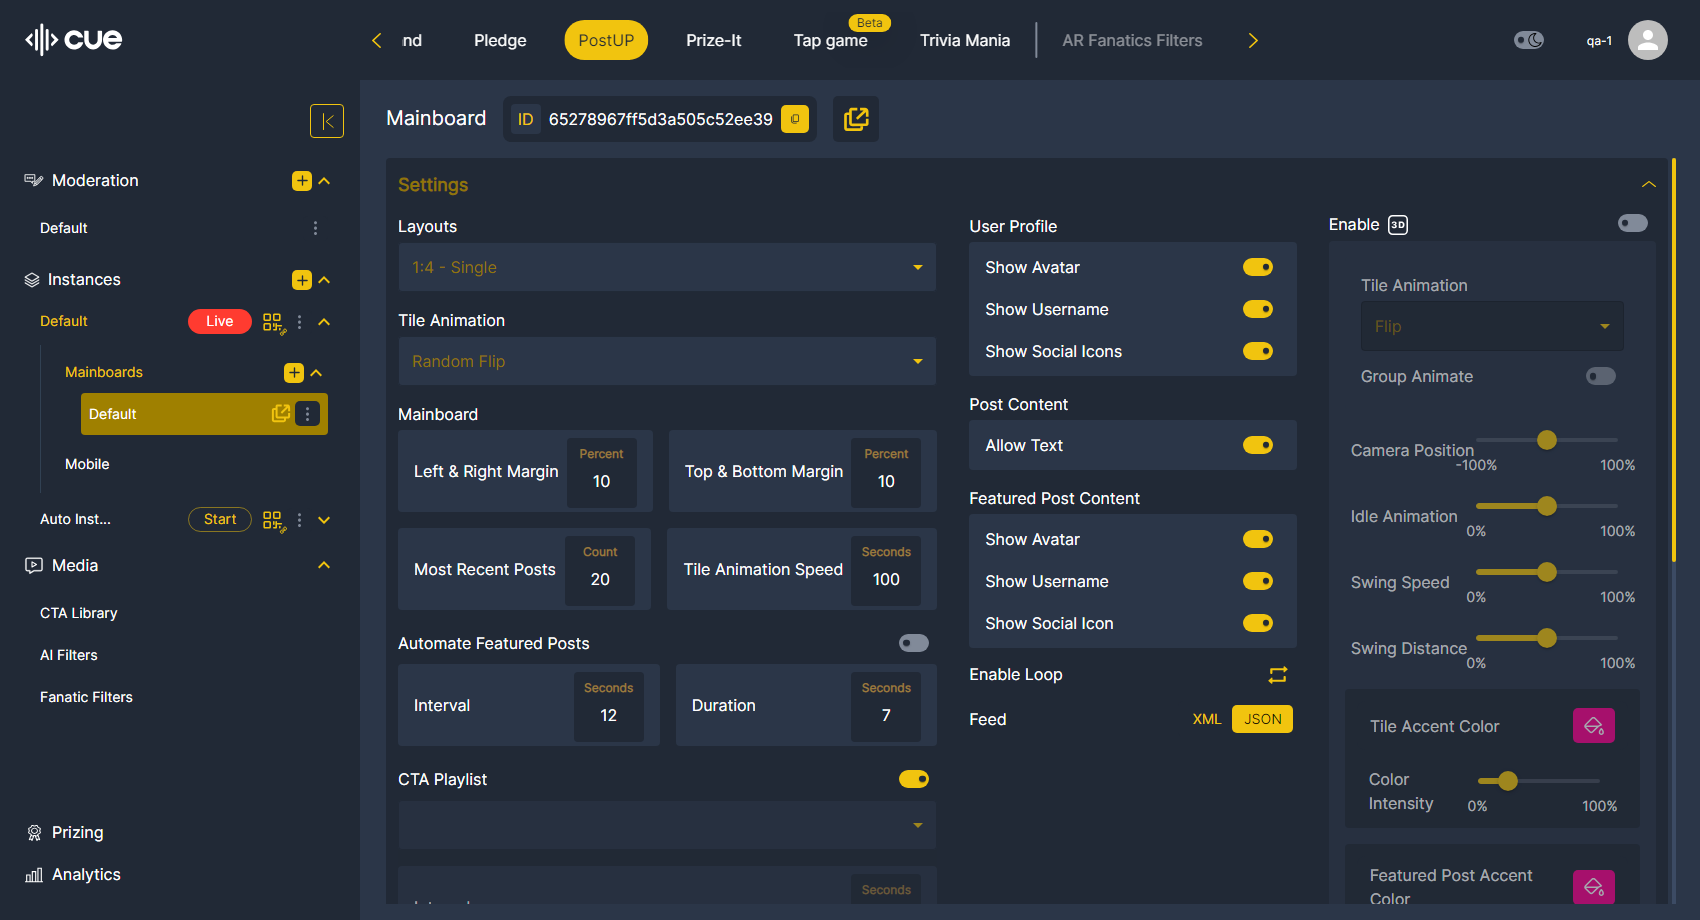 cue
nd
Pledge
PostUP
Prize-It
Beta
Tap game
Trivia Mania
AR Fanatics Filters
qa-1
Moderation
Default
Instances
Default
Live
Mainboards
Default
Mobile
Auto Inst...
Start
Media
CTA Library
AI Filters
Fanatic Filters
Prizing
Analytics
Mainboard
ID
65278967ff5d3a505c52ee39
Settings
Layouts
1:4 - Single
Tile Animation
Random Flip
Mainboard
Left & Right Margin
Percent
10
Top & Bottom Margin
Percent
10
Most Recent Posts
Count
20
Tile Animation Speed
Seconds
100
Automate Featured Posts
Interval
Seconds
12
Duration
Seconds
7
CTA Playlist
Seconds
User Profile
Show Avatar
Show Username
Show Social Icons
Post Content
Allow Text
Featured Post Content
Show Avatar
Show Username
Show Social Icon
Enable Loop
Feed
XML
JSON
Enable
3D
Tile Animation
Flip
Group Animate
Camera Position
-100%
100%
Idle Animation
0%
100%
Swing Speed
0%
100%
Swing Distance
0%
100%
Tile Accent Color
Color
Intensity
0%
100%
Featured Post Accent
Color